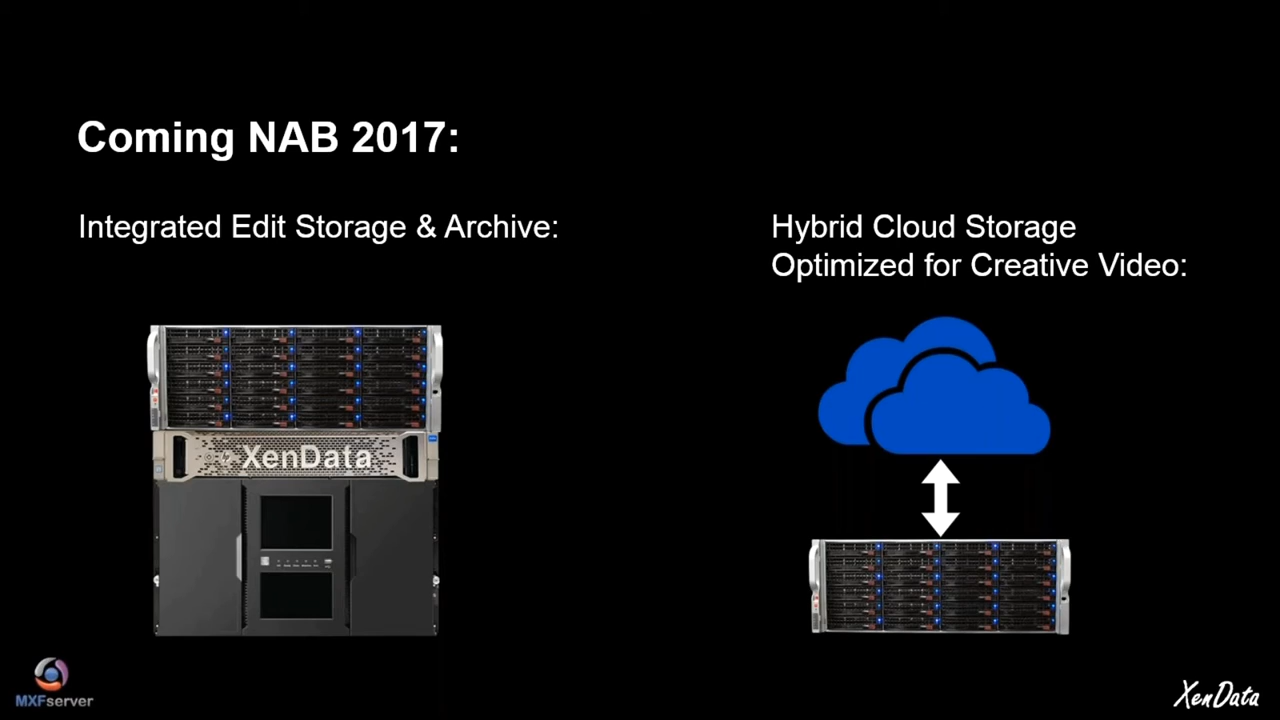 Coming NAB 2017:
Integrated Edit Storage & Archive:
Hybrid Cloud Storage
Optimized for Creative Video:
XenData
MXFserver
XenData